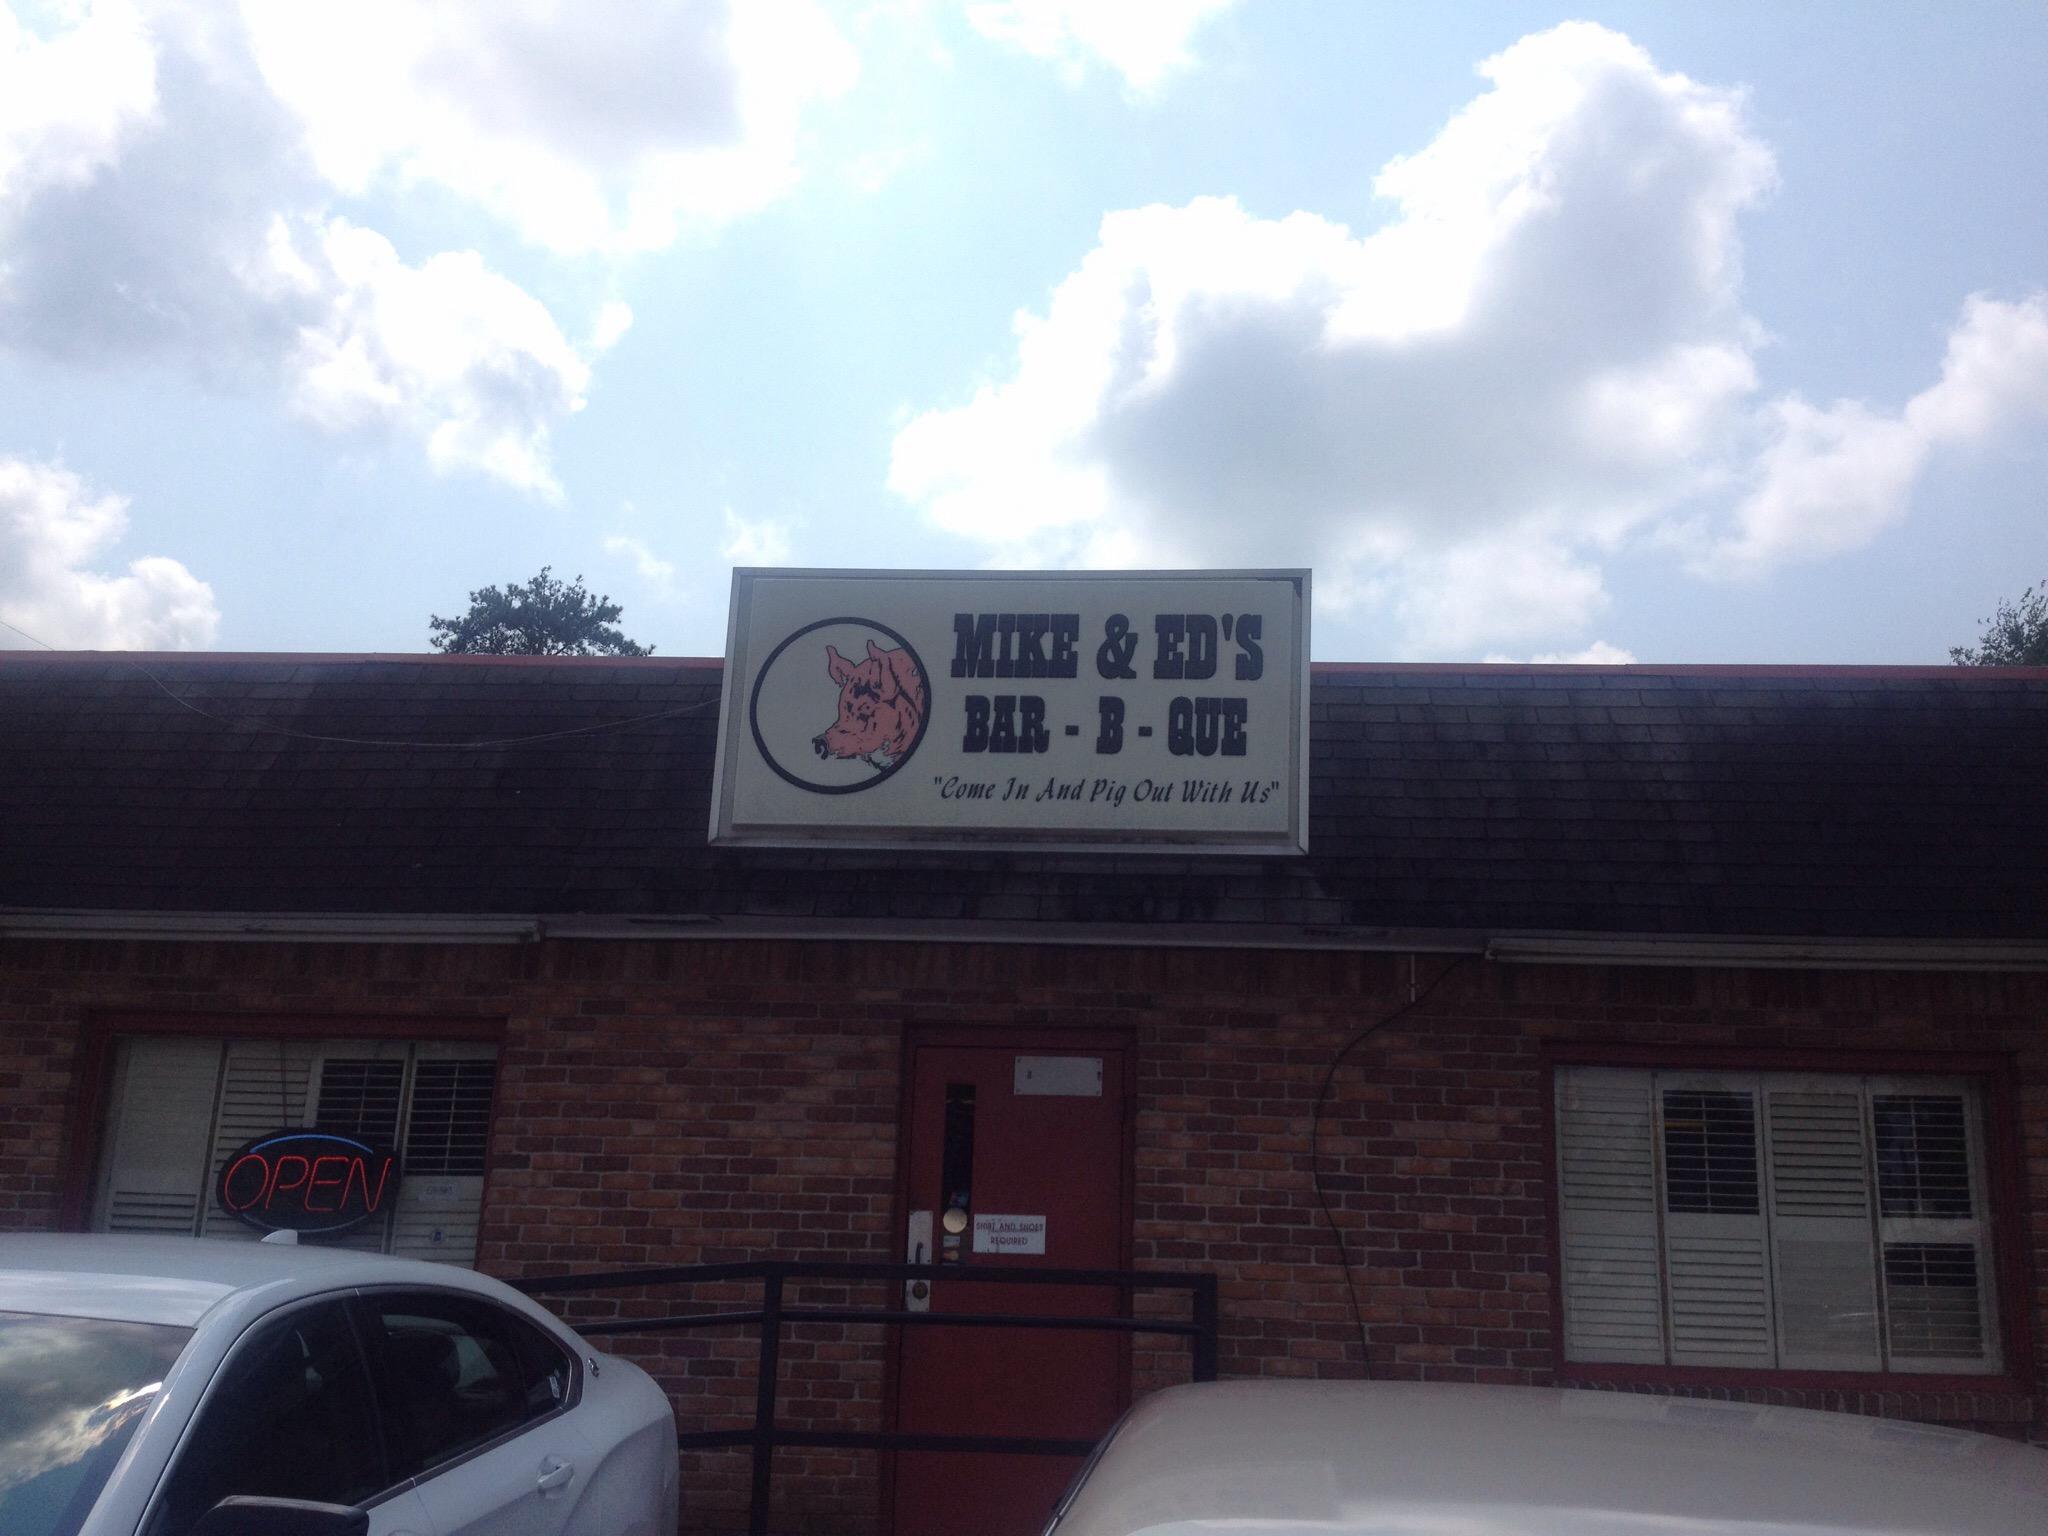 MIKE & ED'S
BAR - B - QUE
"Come In And Pig Out With Us"
OPEN
SHIRT AND SHOES
REQUIRED